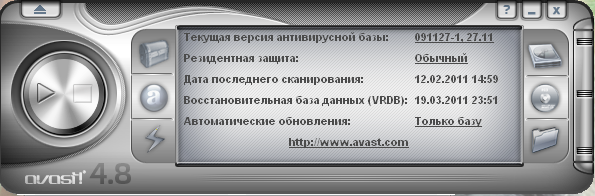 ?
Текущая версия антивирусной базы: 091127-1, 27.11
Резидентная защита: Обычный
Дата последнего сканирования: 12.02.2011 14:59
Восстановительная база данных (VRDB): 19.03.2011 23:51
Автоматические обновления: Только базу
http://www.avast.com
avast! 4.8